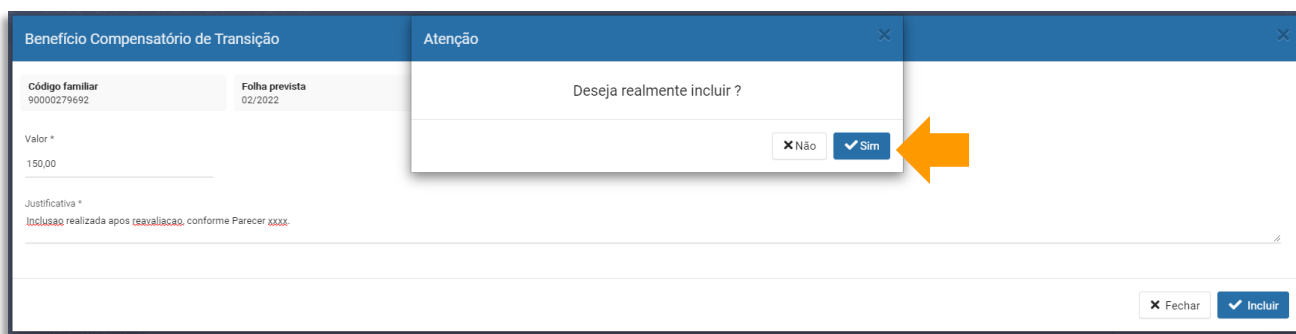 Benefício Compensatório de Transição
Atenção
Código familiar
90000279692
Folha prevista
02/2022
Deseja realmente incluir ?
Não
Sim
Valor *
150,00
Justificativa *
Inclusao realizada apos reavaliacao, conforme Parecer xxxx.
Fechar
Incluir